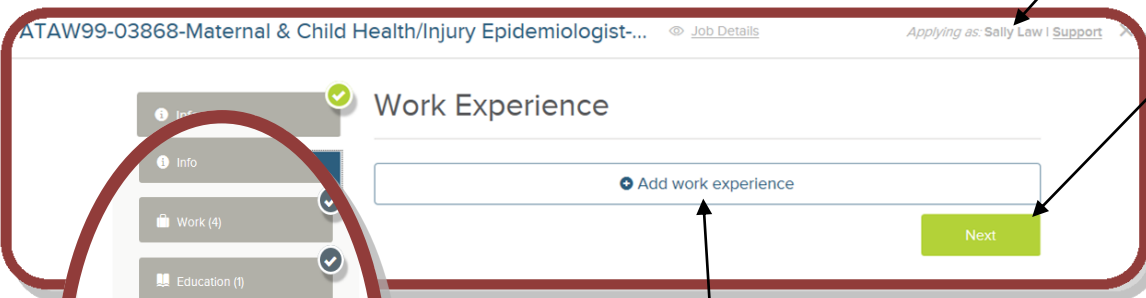 ATAW99-03868-Maternal & Child Health/Injury Epidemiologist-... Job Details Applying as: Sally Law | Support
Work Experience
Info
Add work experience
Work (4)
Next
Education (1)